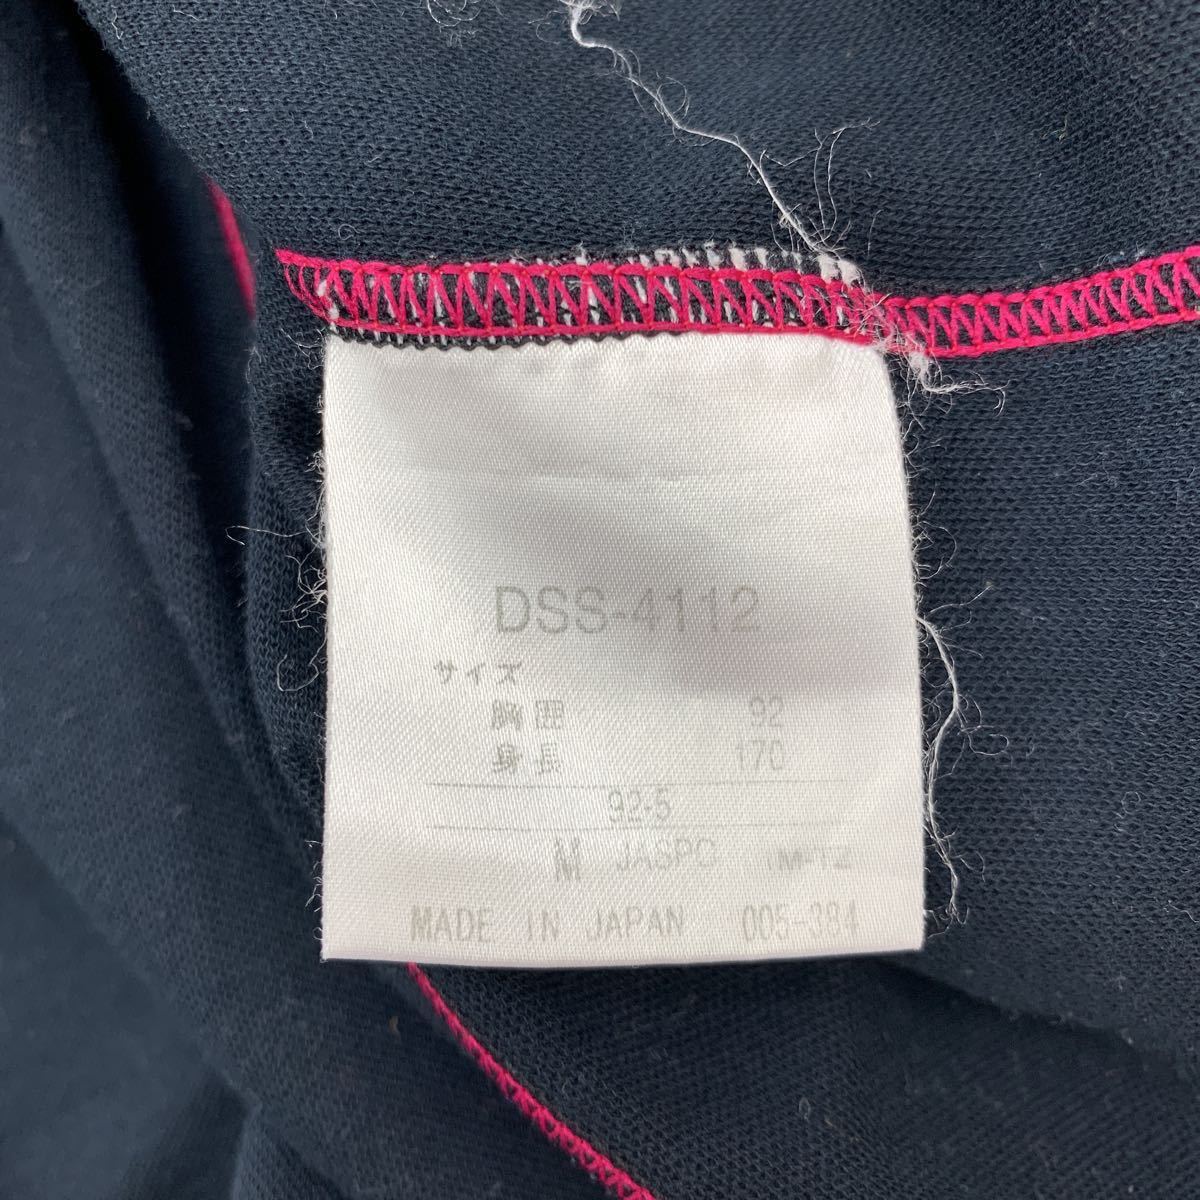 DSS-4112
サイズ
胸囲 92
身長 170
92-5
M JASPO (M-TZ
MADE IN JAPAN 005-384